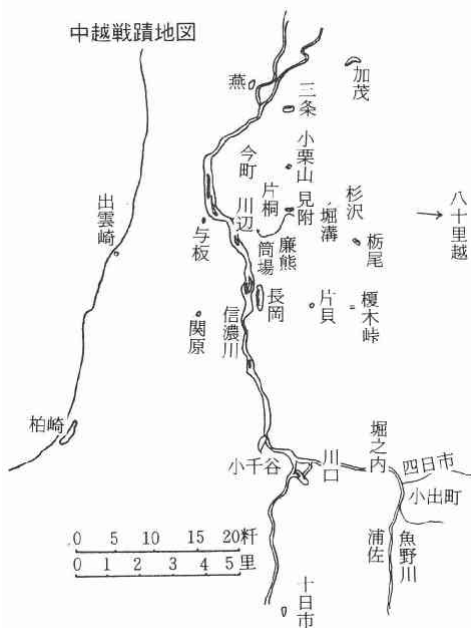 中越戦蹟地図
加茂
燕
三条
小栗山
今町
片桐
見附
杉沢
堀溝
八十里越
出雲崎
川辺
与板
筒場
廉熊
栃尾
長岡
片貝
榎木峠
関原
信濃川
柏崎
小千谷
川口
堀之内
四日市
小出町
魚野川
浦佐
十日市
0 5 10 15 20粁
0 1 2 3 4 5里